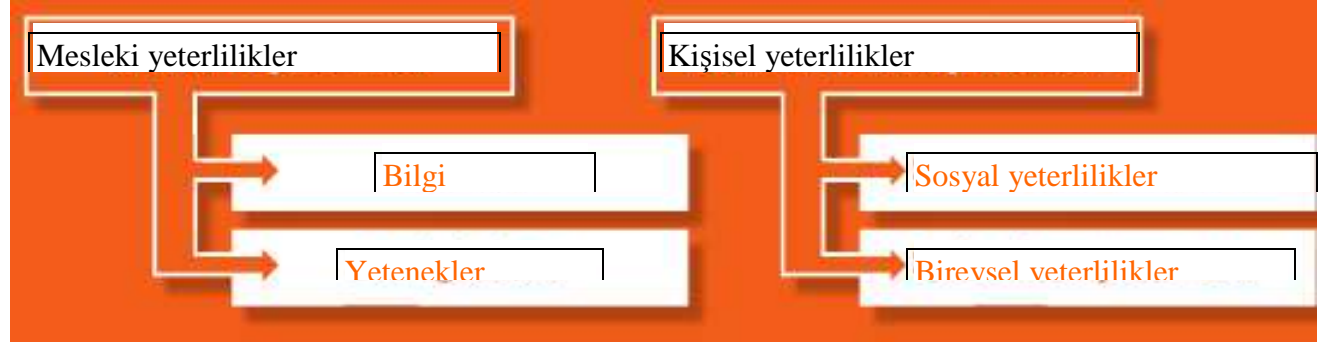 Mesleki yeterlilikler
Kişisel yeterlilikler
Bilgi
Sosyal yeterlilikler
Yetenekler
Bireysel yeterlilikler